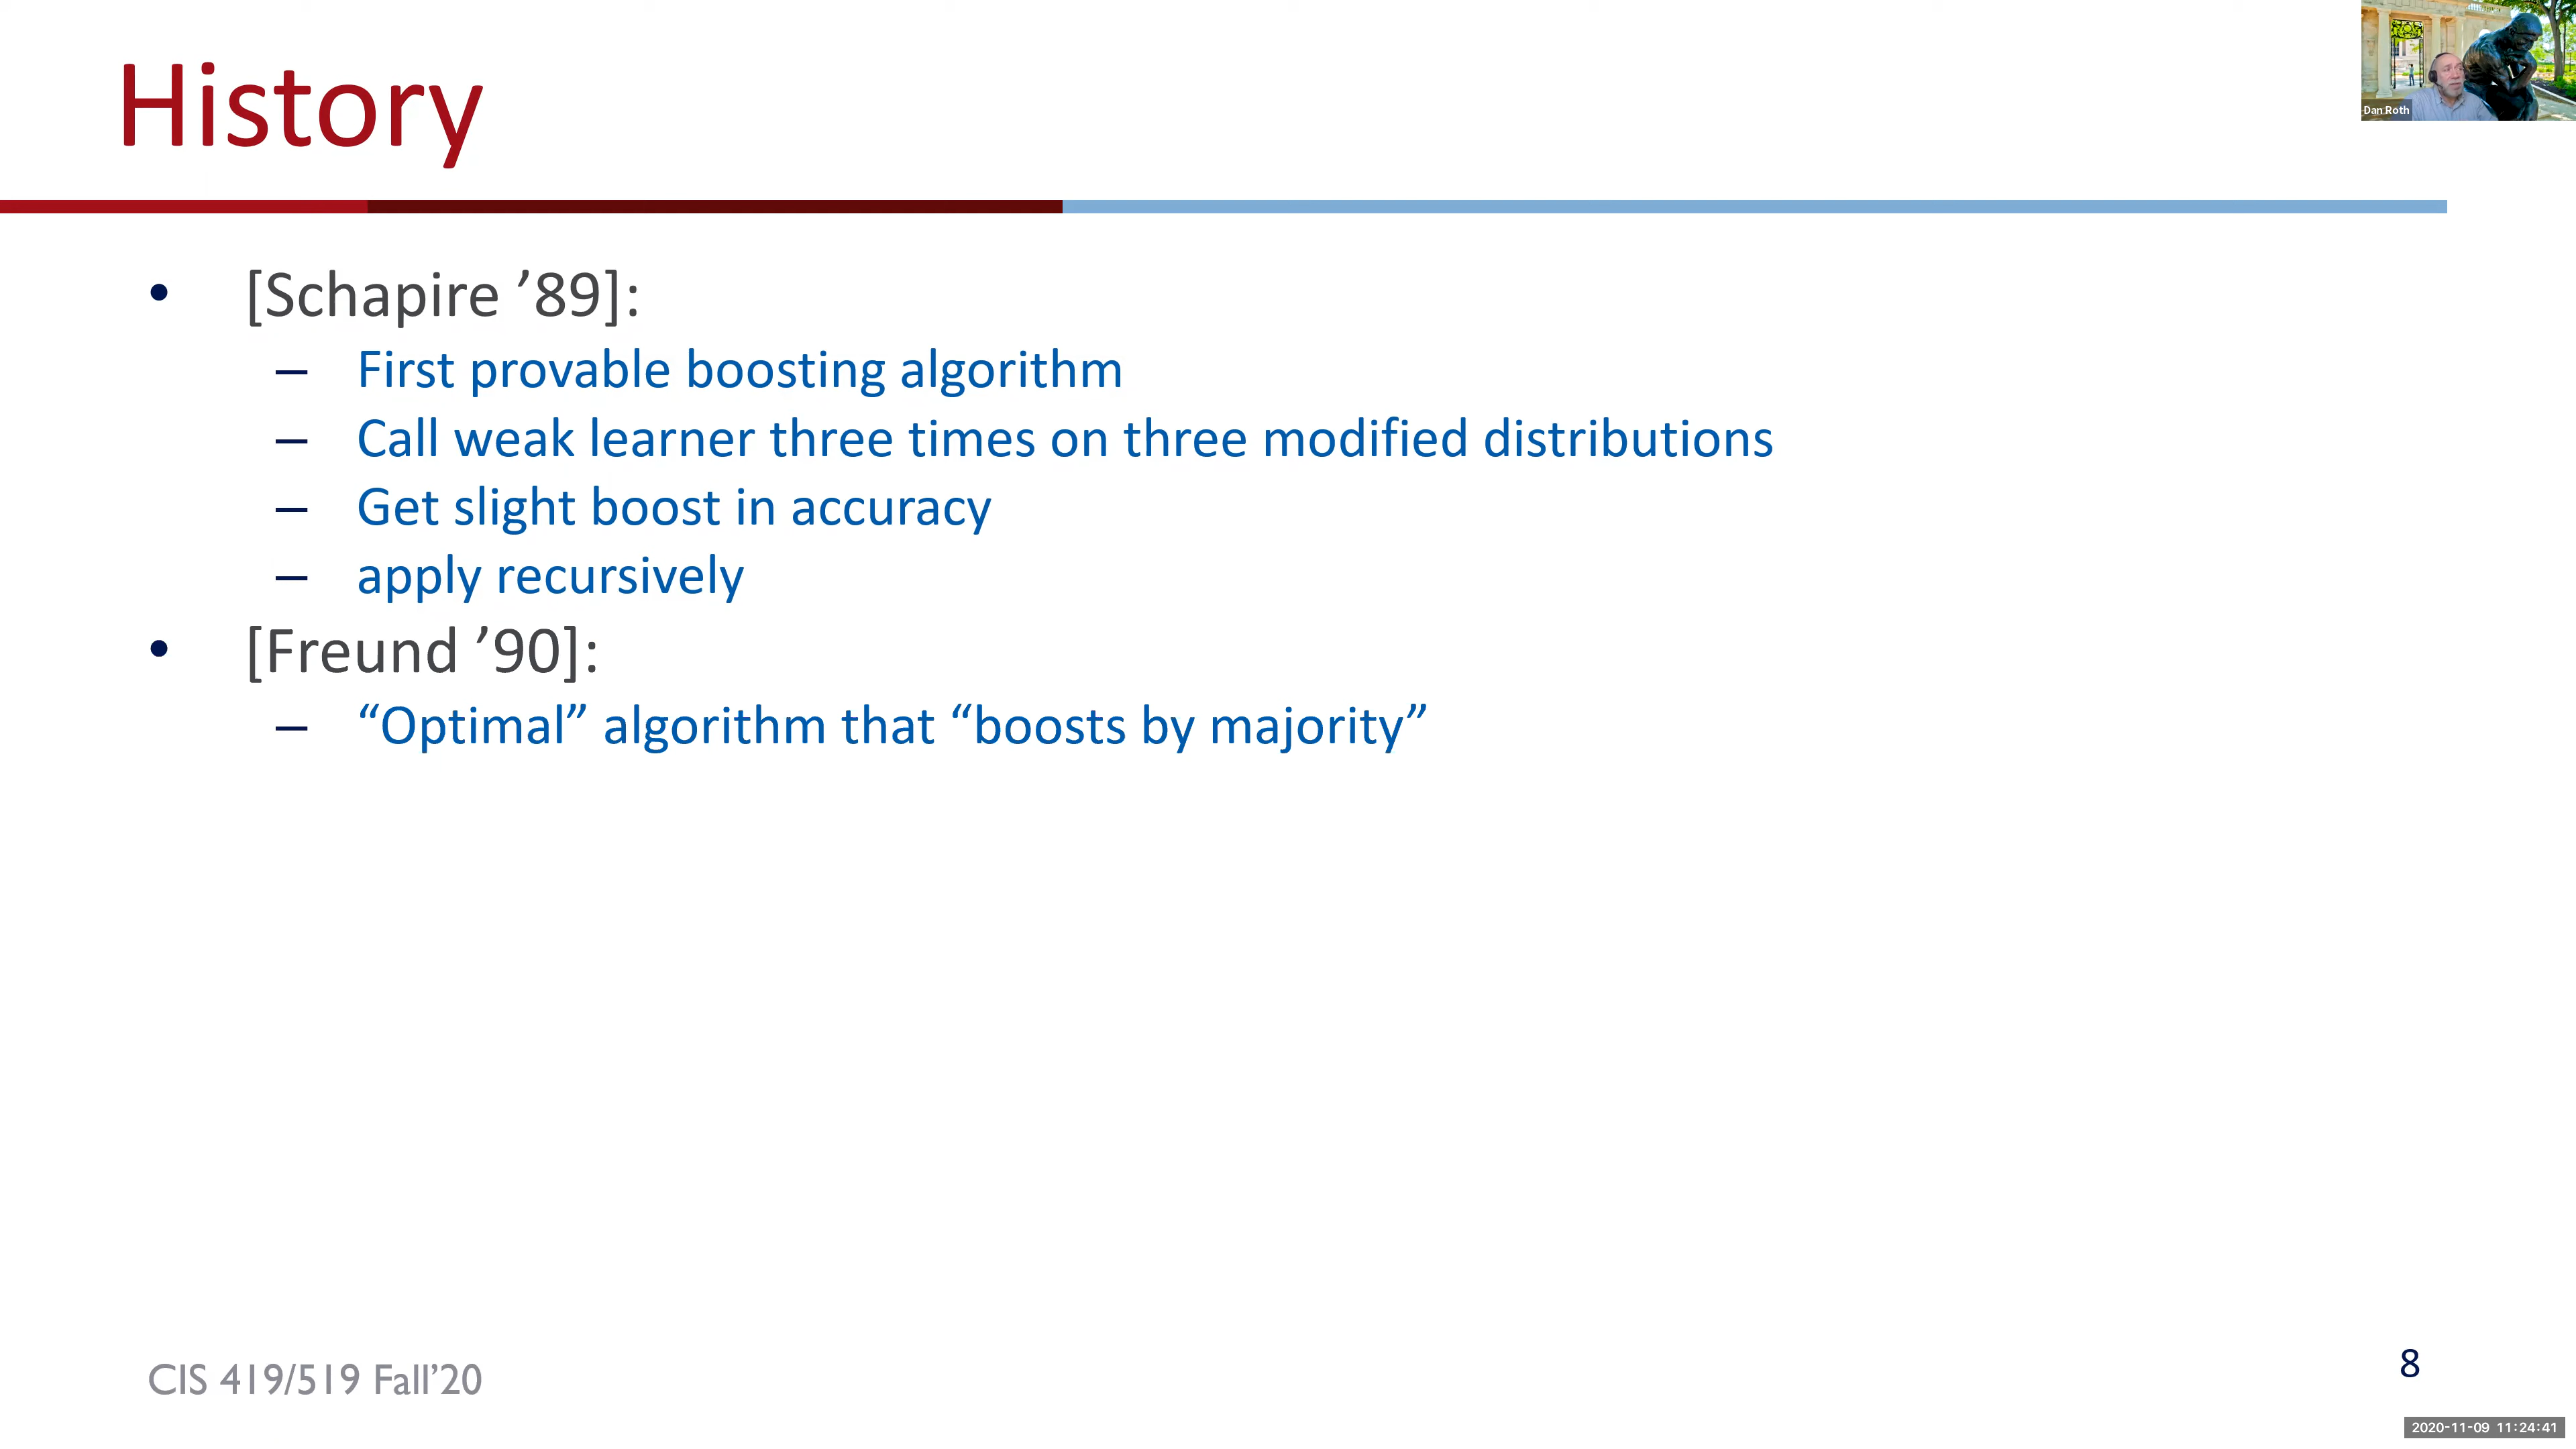 History
Dan Roth
• [Schapire ’89]:
– First provable boosting algorithm
– Call weak learner three times on three modified distributions
– Get slight boost in accuracy
– apply recursively
• [Freund ’90]:
– “Optimal” algorithm that “boosts by majority”
CIS 419/519 Fall’20
8
2020-11-09 11:24:41